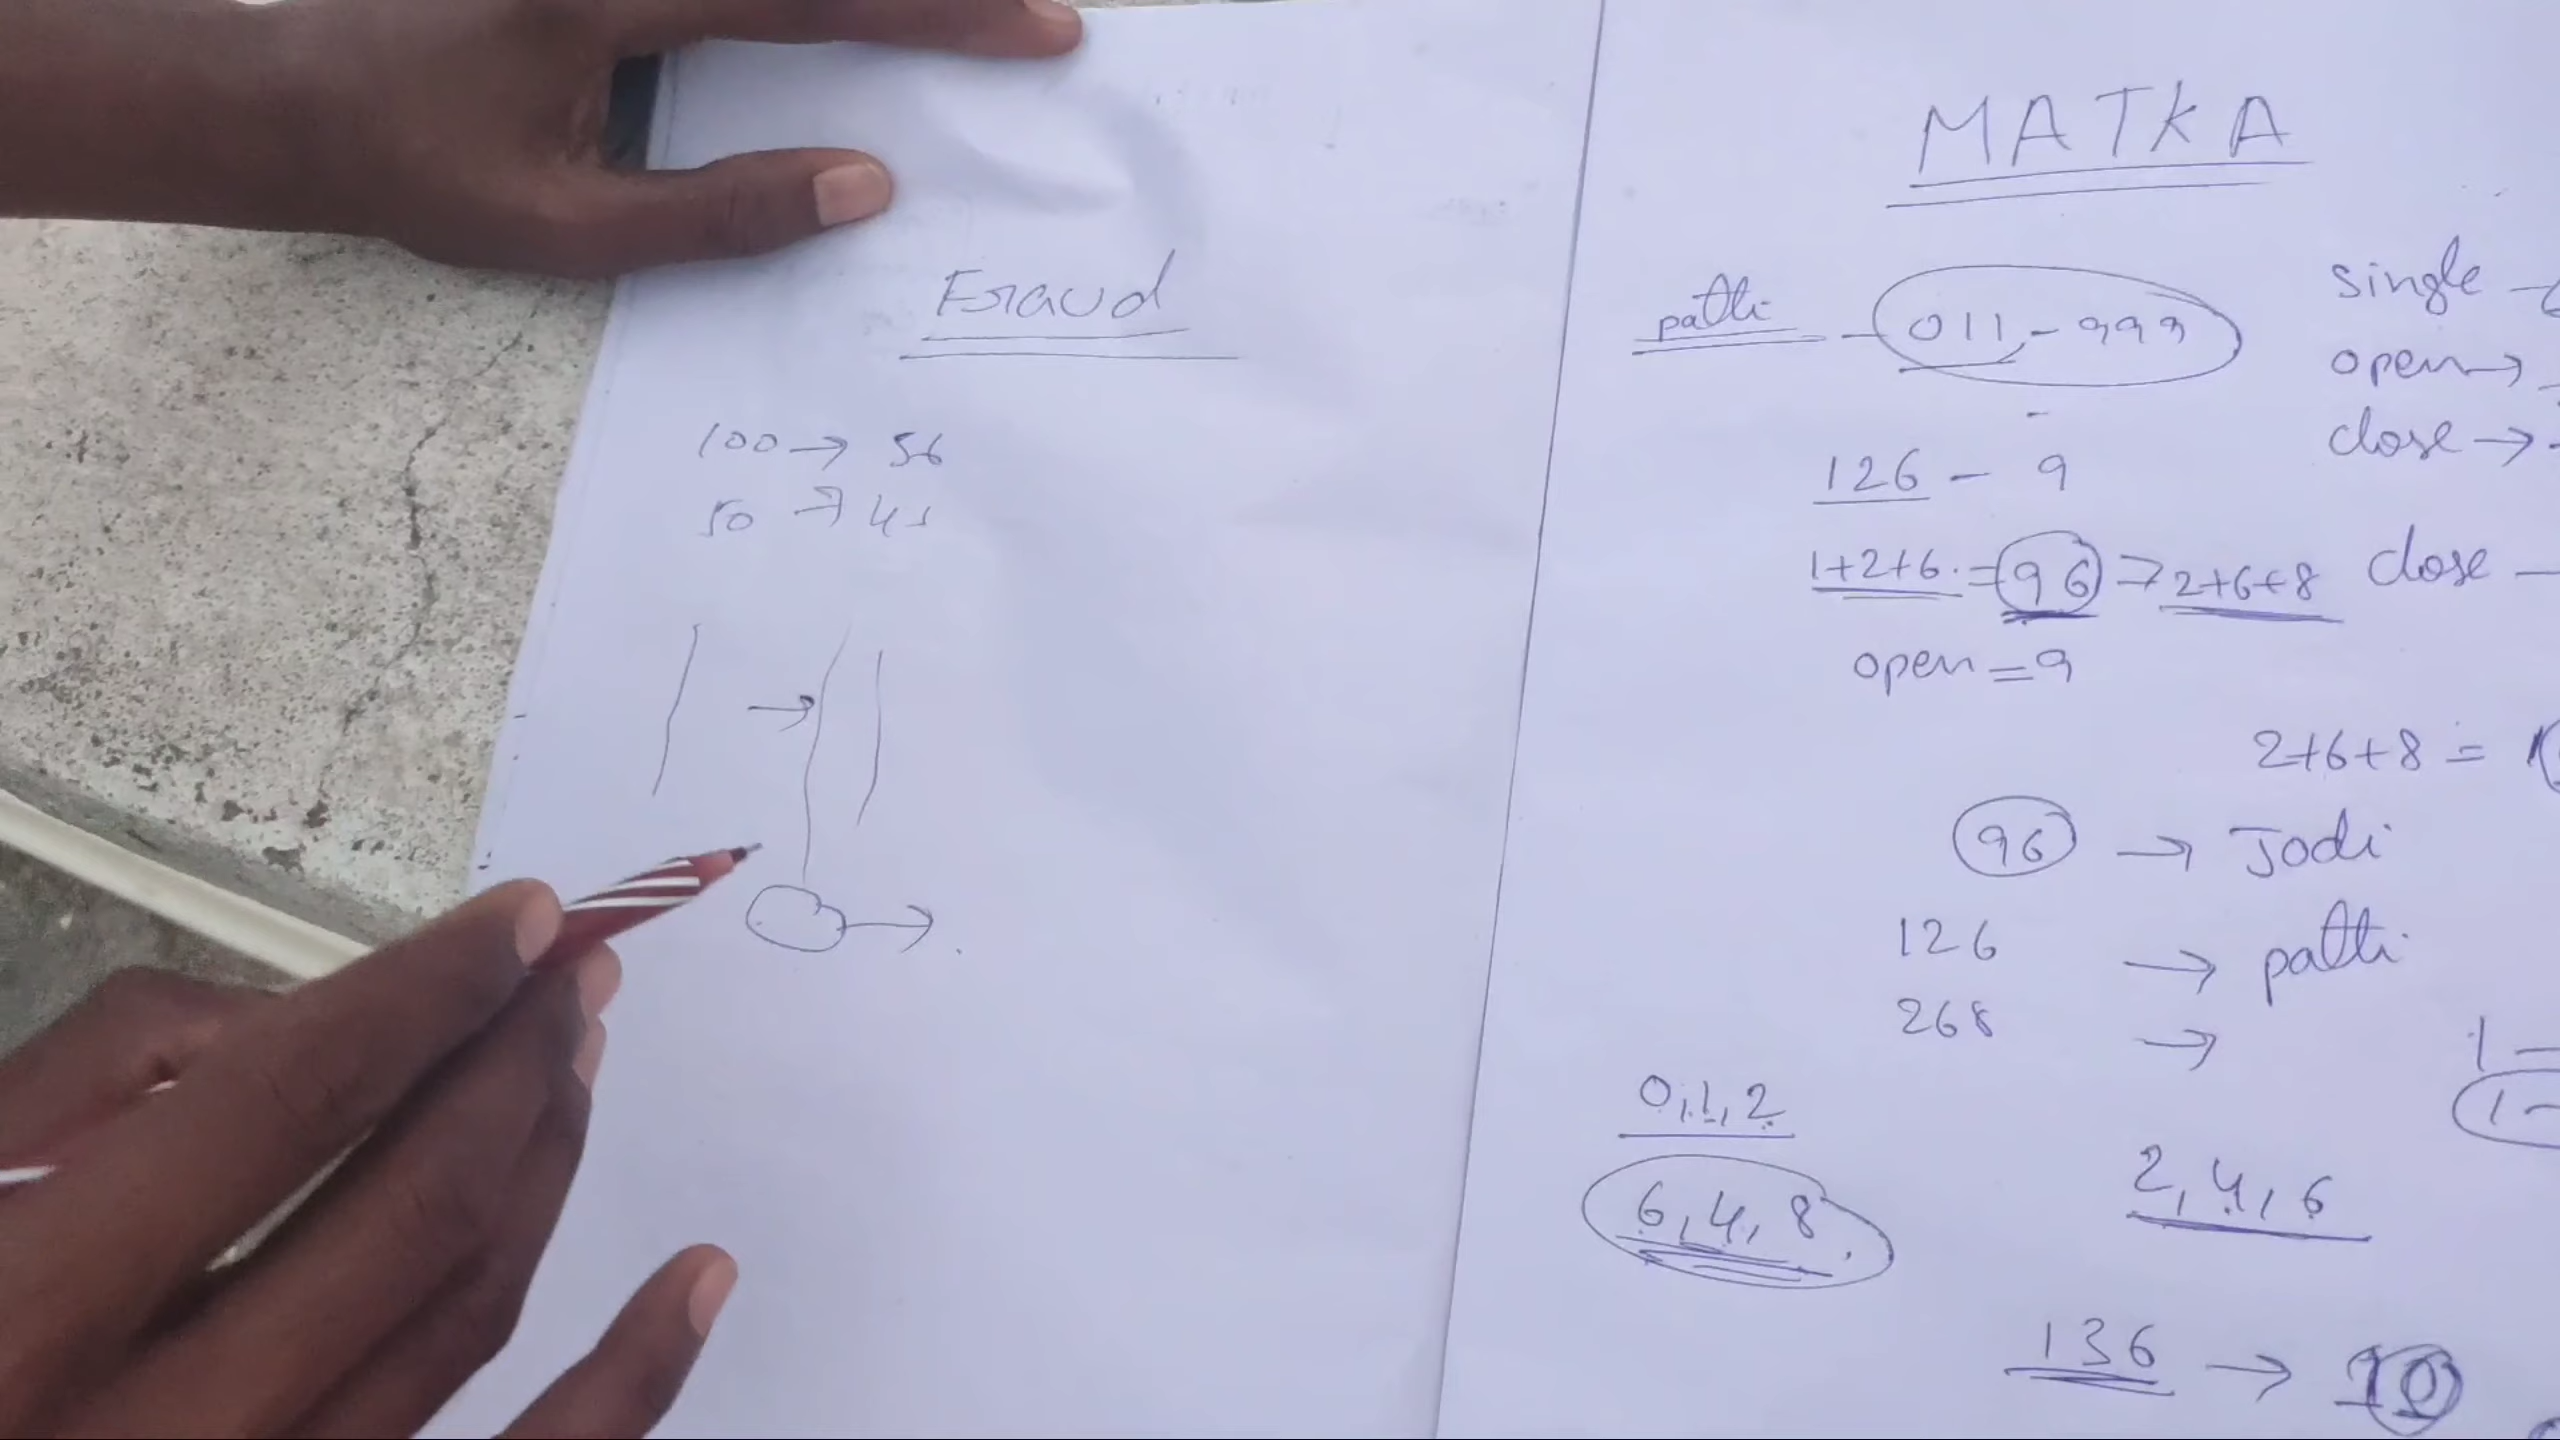 Fraud
100 → 56
50 → 45
MATKA
patti - 011 - 999
single -
open →
close →
126 - 9
1+2+6 = 96 => 2+6+8
close -
open = 9
2+6+8 =
96 → Jodi
126 → patti
268 →
1 =
1 -
0,1,2
6,4,8
2,4,6
136 → 10